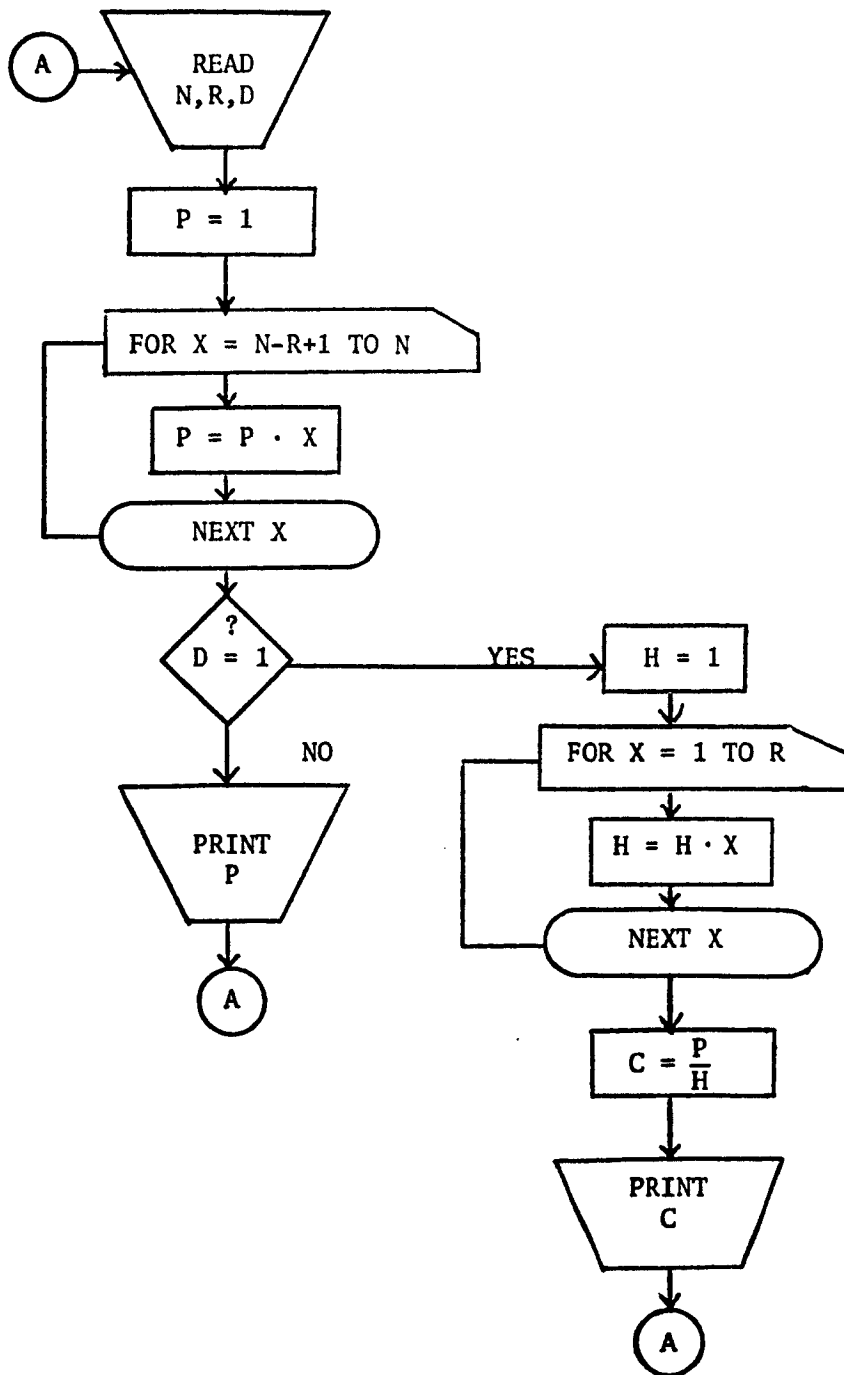 A
READ
N,R,D
P = 1
FOR X = N-R+1 TO N
P = P · X
NEXT X
?
D = 1
YES
NO
PRINT
P
A
H = 1
FOR X = 1 TO R
H = H · X
NEXT X
C = P/H
PRINT
C
A